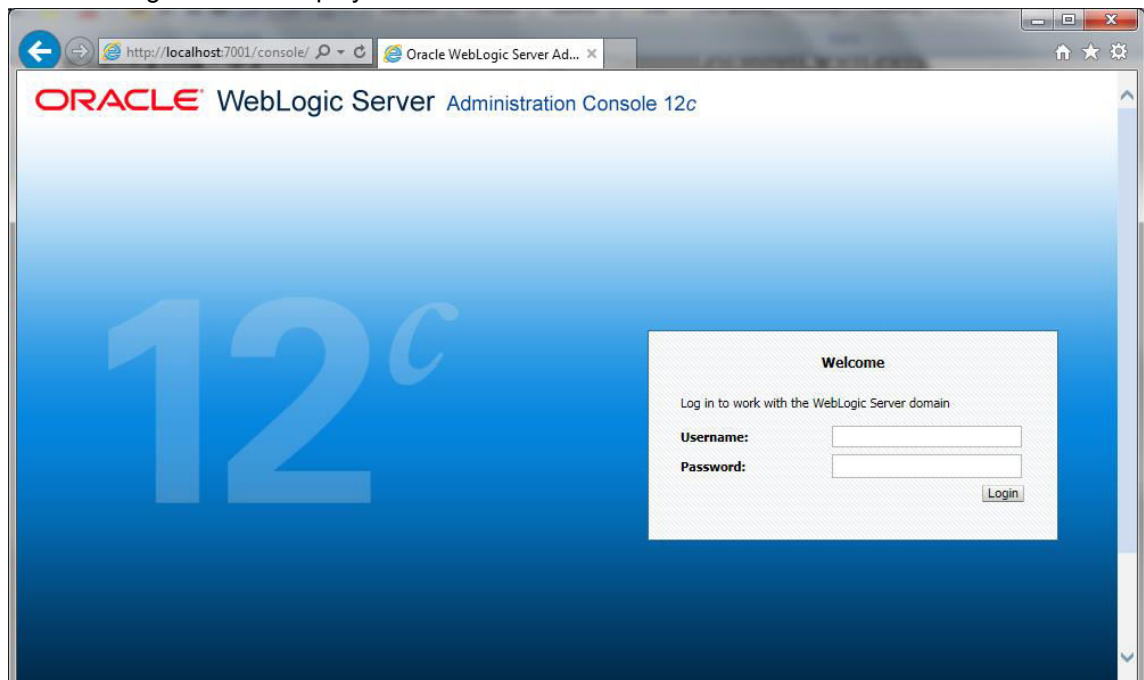 http://localhost:7001/console/ Oracle WebLogic Server Ad...
ORACLE WebLogic Server Administration Console 12c
12c
Welcome
Log in to work with the WebLogic Server domain
Username:
Password:
Login